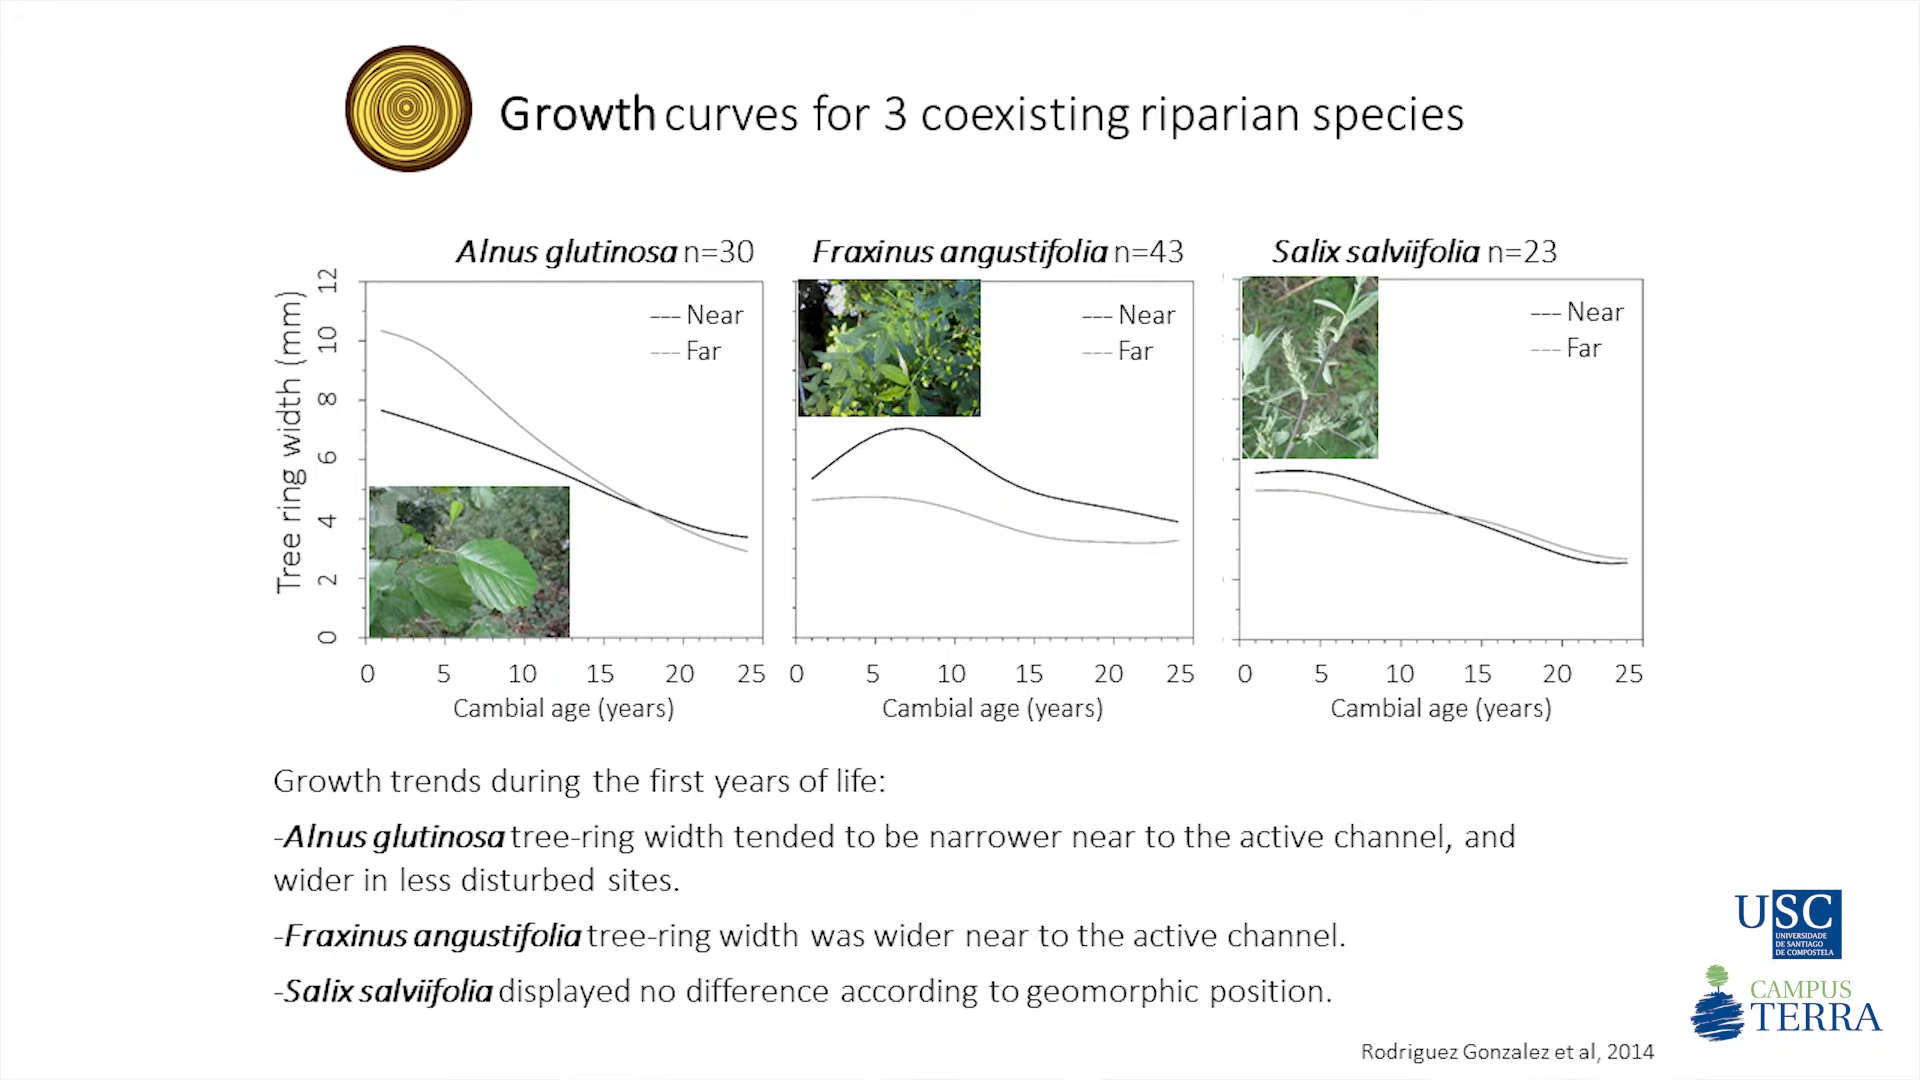 Growth curves for 3 coexisting riparian species
Alnus glutinosa n=30
Fraxinus angustifolia n=43
Salix salviifolia n=23
Tree ring width (mm)
12
10
8
6
4
2
0
--- Near
--- Far
--- Near
--- Far
--- Near
--- Far
0 5 10 15 20 25
0 5 10 15 20 25
0 5 10 15 20 25
Cambial age (years)
Cambial age (years)
Cambial age (years)
Growth trends during the first years of life:
-Alnus glutinosa tree-ring width tended to be narrower near to the active channel, and
wider in less disturbed sites.
-Fraxinus angustifolia tree-ring width was wider near to the active channel.
-Salix salviifolia displayed no difference according to geomorphic position.
USC
UNIVERSIDADE
DE SANTIAGO
DE COMPOSTELA
CAMPUS
TERRA
Rodriguez Gonzalez et al, 2014